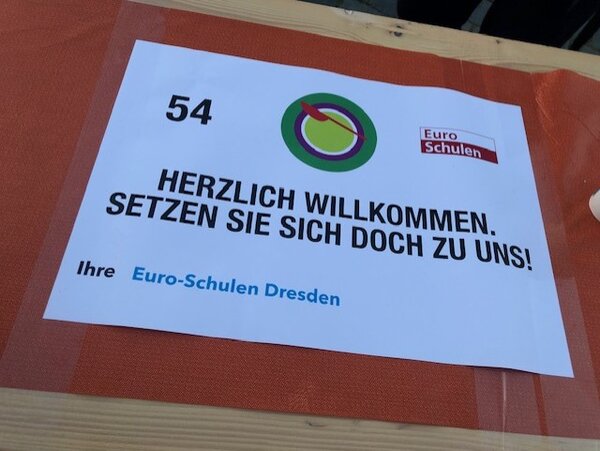 54
Euro
Schulen
HERZLICH WILLKOMMEN.
SETZEN SIE SICH DOCH ZU UNS!
Ihre Euro-Schulen Dresden